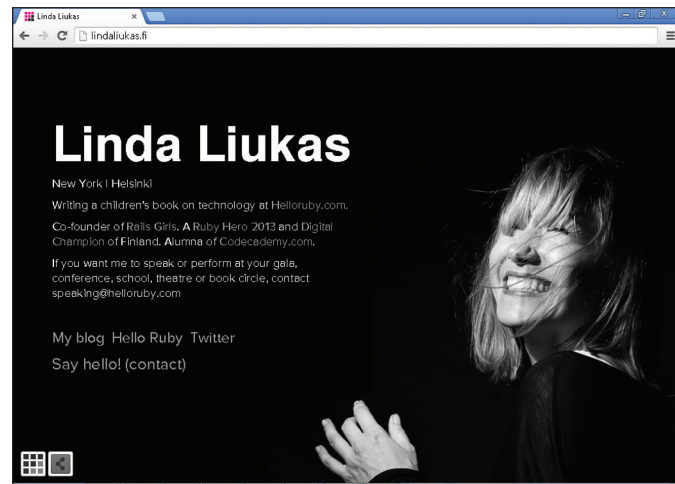 Linda Liukas
lindaliukas.fi
Linda Liukas
New York | Helsinki
Writing a children's book on technology at Helloruby.com.
Co-founder of Rails Girls. A Ruby Hero 2013 and Digital
Champion of Finland. Alumna of Codecademy.com.
If you want me to speak or perform at your gala,
conference, school, theatre or book circle, contact
speaking@helloruby.com
My blog Hello Ruby Twitter
Say hello! (contact)